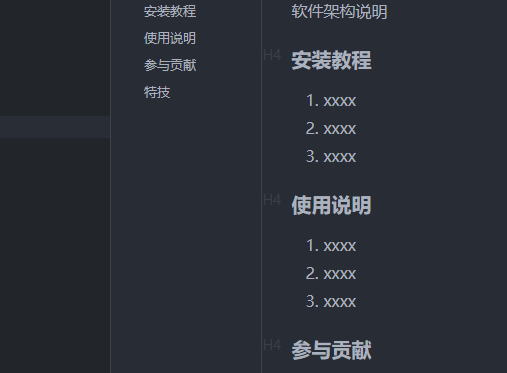 安装教程
使用说明
参与贡献
特技
软件架构说明
H4 安装教程
1. xxxx
2. xxxx
3. xxxx
H4 使用说明
1. xxxx
2. xxxx
3. xxxx
H4 参与贡献